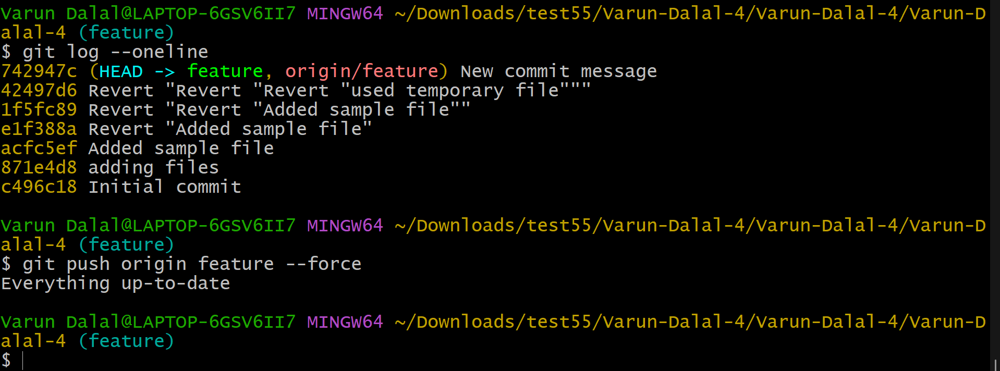 Varun Dalal@LAPTOP-6GSV6II7 MINGW64 ~/Downloads/test55/Varun-Dalal-4/Varun-Dalal-4/Varun-D
alal-4 (feature)
$ git log --oneline
742947c (HEAD -> feature, origin/feature) New commit message
42497d6 Revert "Revert "Revert "used temporary file"""
1f5fc89 Revert "Revert "Added sample file""
e1f388a Revert "Added sample file"
acfc5ef Added sample file
871e4d8 adding files
c496c18 Initial commit

Varun Dalal@LAPTOP-6GSV6II7 MINGW64 ~/Downloads/test55/Varun-Dalal-4/Varun-Dalal-4/Varun-D
alal-4 (feature)
$ git push origin feature --force
Everything up-to-date

Varun Dalal@LAPTOP-6GSV6II7 MINGW64 ~/Downloads/test55/Varun-Dalal-4/Varun-Dalal-4/Varun-D
alal-4 (feature)
$